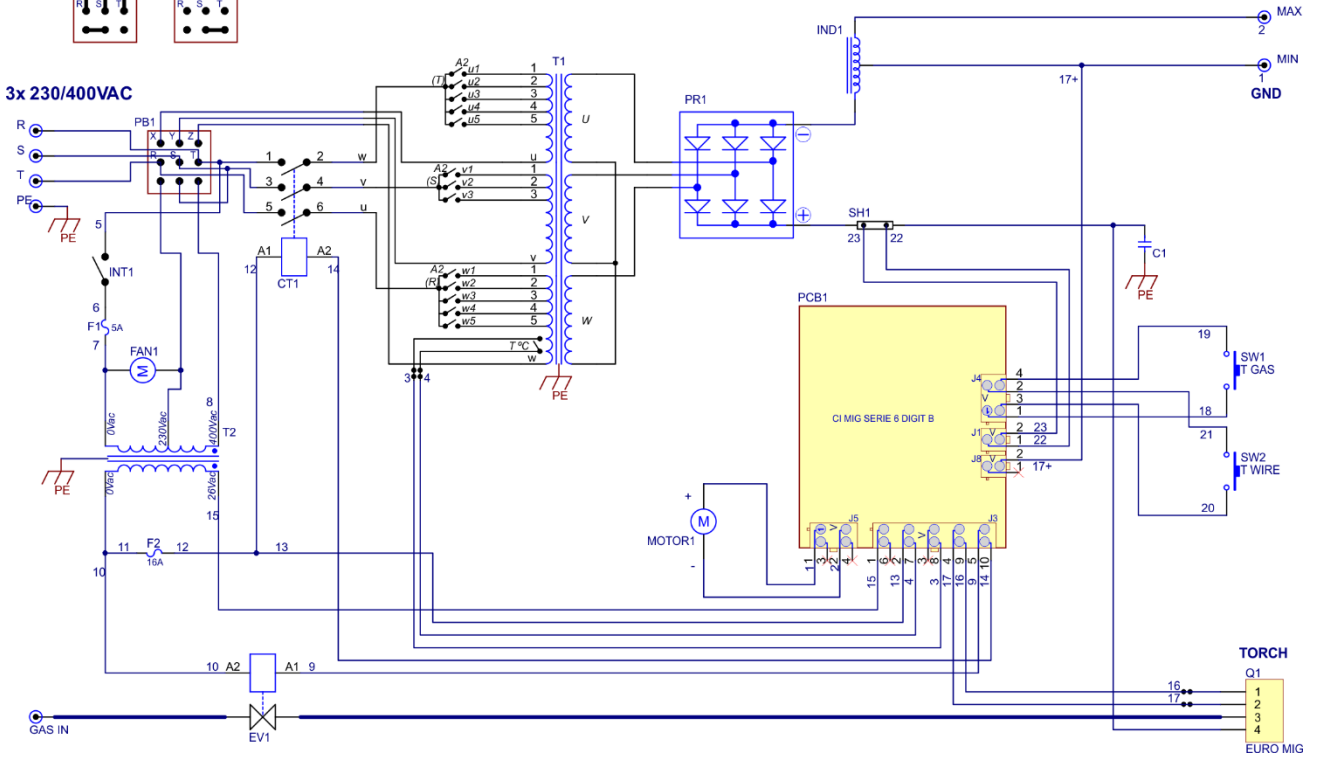 R S T
R S T
MAX
2
IND1
MIN
1
GND
17+
3x 230/400VAC
R
S
T
PE
PE
PB1
X Y Z
R S T
1 2 w
3 4 v
5 6 u
A1 A2
12 14
CT1
A2
(T)
u1
u2
u3
u4
u5
1
2
3
4
5
u
A2
(S
v1
v2
v3
1
2
3
v
A2
(R)
w1
w2
w3
w4
w5
1
2
3
4
5
T ºC
w
3 4
T1
U
V
W
PE
PR1
SH1
23 22
C1
PE
5
INT1
6
F1 5A
7
FAN1
M
8
0Vac
230Vac
400Vac
T2
PE
0Vac
26Vac
15
11 F2 12 13
16A
10
10 A2 A1 9
GAS IN
EV1
PCB1
CI MIG SERIE 6 DIGIT B
J4
V
4
2
3
1
J1 V
2 23
1 22
J8 V
2
1 17+
19
SW1
T GAS
18
21
SW2
T WIRE
20
+
M
MOTOR1
-
J5
V
1
J3
V
1 3 2 4
11 22
1 6 2 7 3 8 4 9 5 10
15 13 4 3 17 16 9 14
TORCH
Q1
16
17
1
2
3
4
EURO MIG